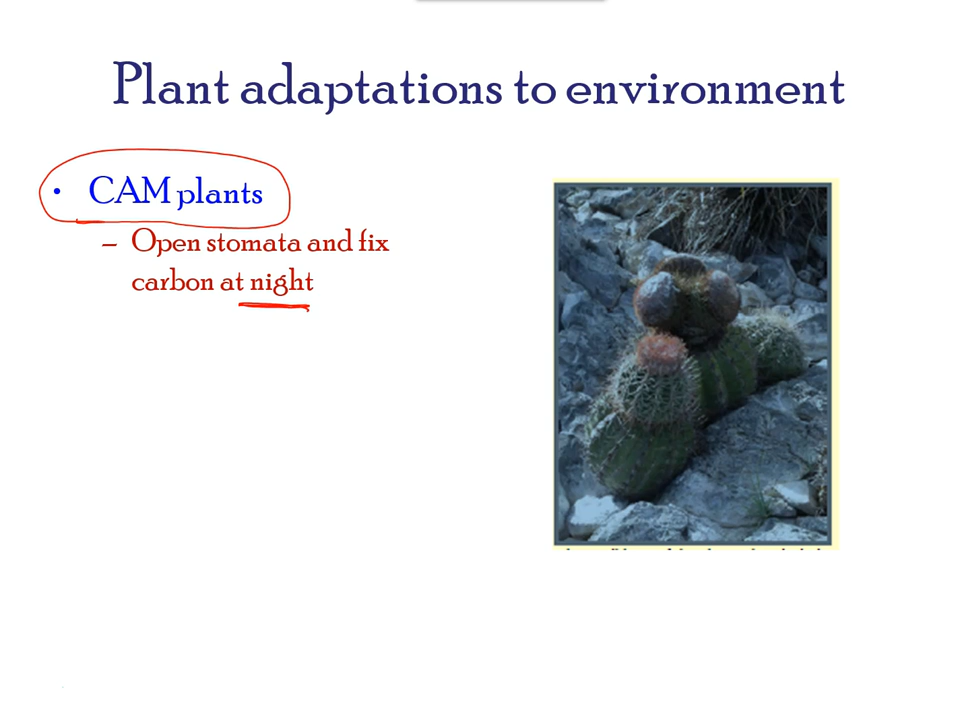 Plant adaptations to environment
• CAM plants
– Open stomata and fix
carbon at night